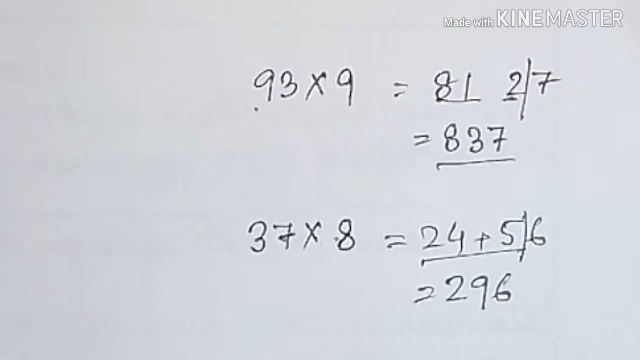 Made with KINEMASTER
93 × 9 = 81 2/7
= 837
37 × 8 = 24 + 5/6
= 296